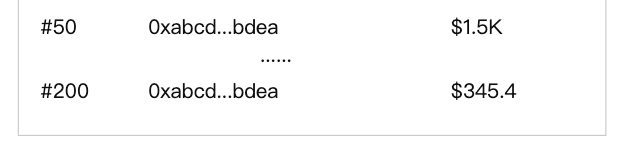 #50 0xabcd...bdea $1.5K
......
#200 0xabcd...bdea $345.4